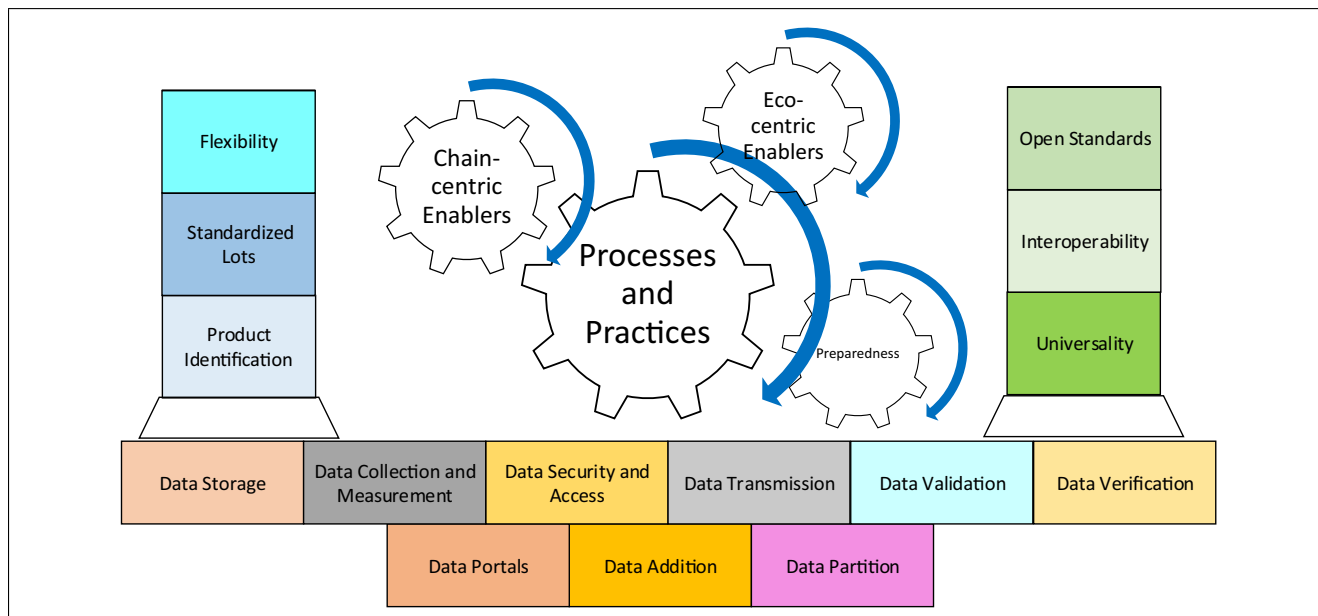 Flexibility
Standardized
Lots
Product
Identification
Chain-
centric
Enablers
Processes
and
Practices
Eco-
centric
Enablers
Preparedness
Open Standards
Interoperability
Universality
Data Storage
Data Collection and
Measurement
Data Security and
Access
Data Transmission
Data Validation
Data Verification
Data Portals
Data Addition
Data Partition